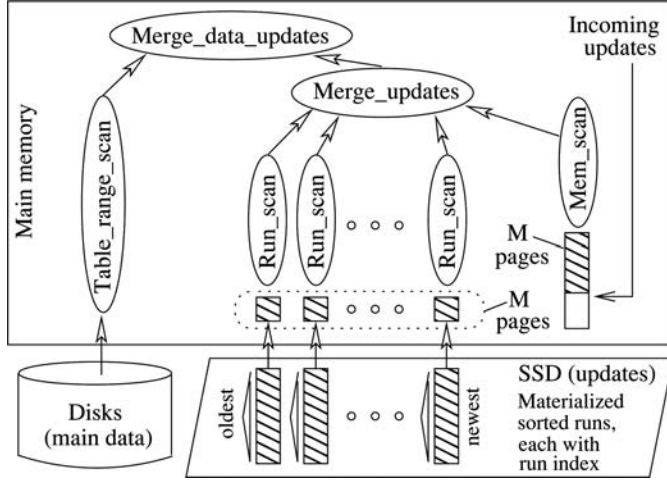 Merge_data_updates
Incoming
updates
Merge_updates
Main memory
Table_range_scan
Run_scan
Run_scan
Run_scan
Mem_scan
M
pages
M
pages
Disks
(main data)
oldest
newest
SSD (updates)
Materialized
sorted runs,
each with
run index